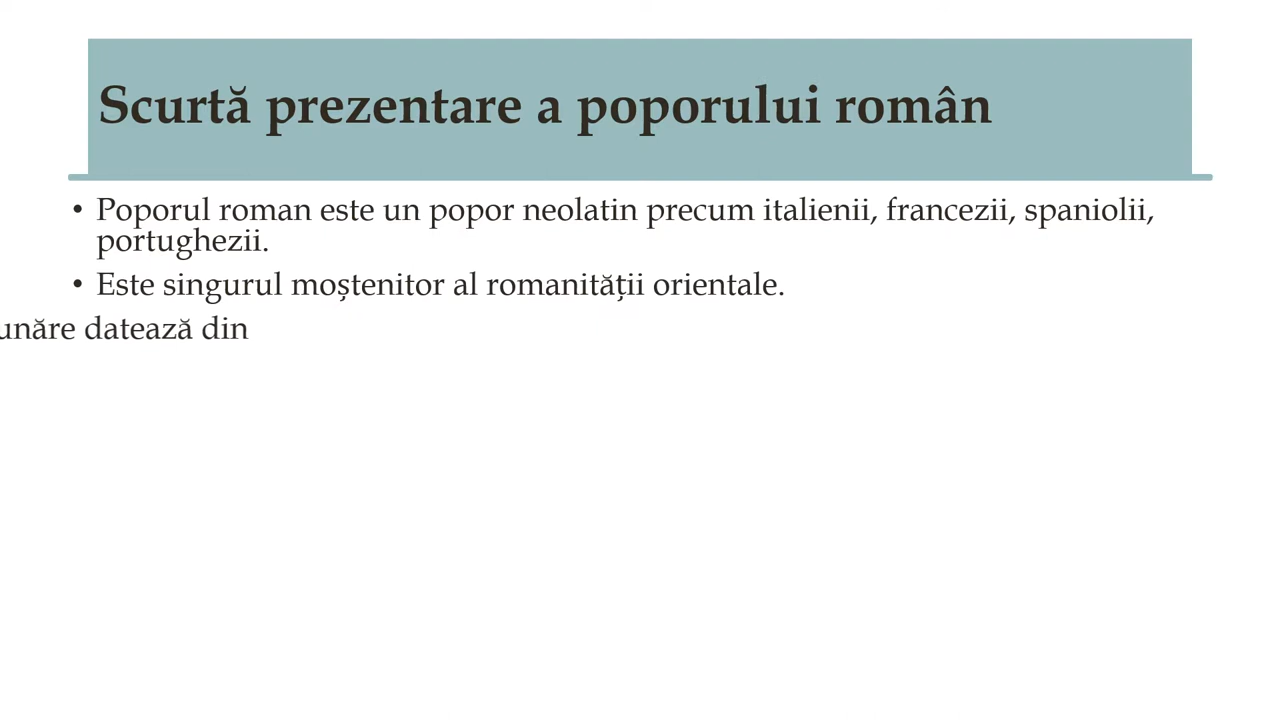 Scurtă prezentare a poporului român
• Poporul roman este un popor neolatin precum italienii, francezii, spaniolii,
portughezii.
• Este singurul moștenitor al romanității orientale.
datează din